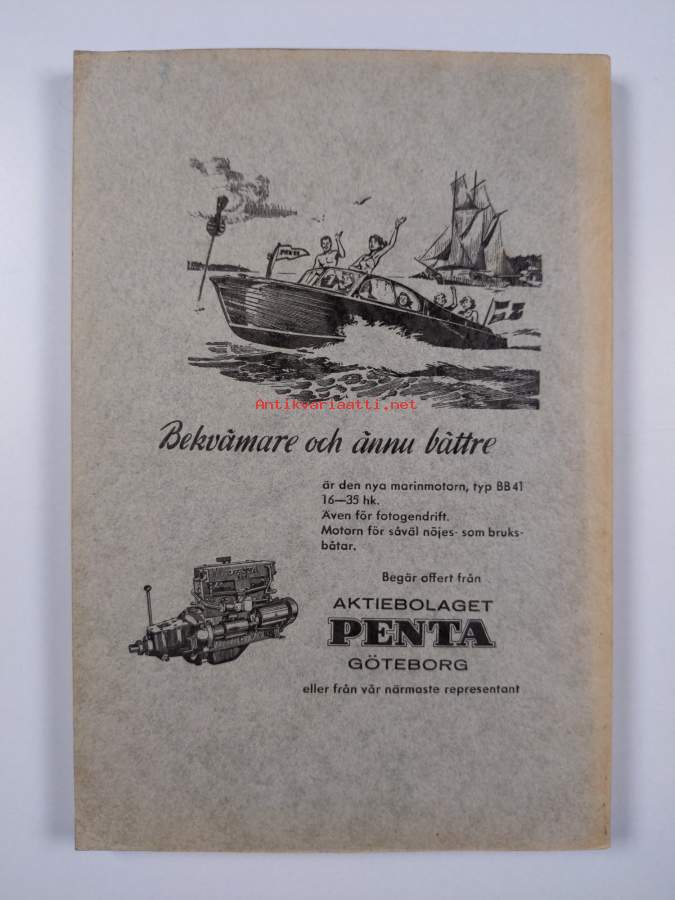 PENTA
Antikvariaatti.net
Bekvämare och ännu bättre
är den nya marinmotorn, typ BB 41
16—35 hk.
Även för fotogendrift.
Motorn för såväl nöjes- som bruks-
båtar.
Begär offert från
AKTIEBOLAGET
PENTA
GÖTEBORG
eller från vår närmaste representant